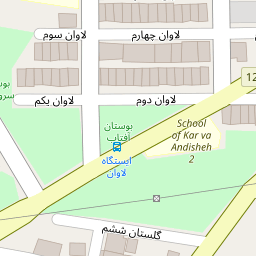 لاوان سوم
لاوان چهارم
12
لاوان یکم
لاوان دوم
بوستان
آفتاب
ایستگاه
لاوان
School
of Kar va
Andisheh
2
گلستان ششم